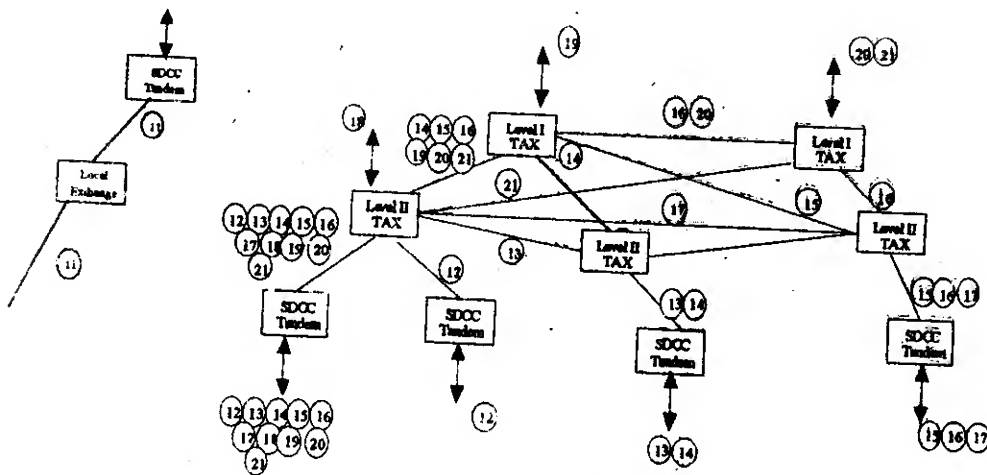 19
20 21
SDCC
Tandem
11
Local
Exchange
11
18
14 15 16
19 20 21
Level I
TAX
14
16 20
Level I
TAX
16
Level II
TAX
21
17
15
13
Level II
TAX
Level II
TAX
12 13 14 15 16
17 18 19 20
21
12
13 14
15 16 17
SDCC
Tandem
SDCC
Tandem
SDCC
Tandem
SDCC
Tandem
12 13 14 15 16
17 18 19 20
21
12
13 14
15 16 17